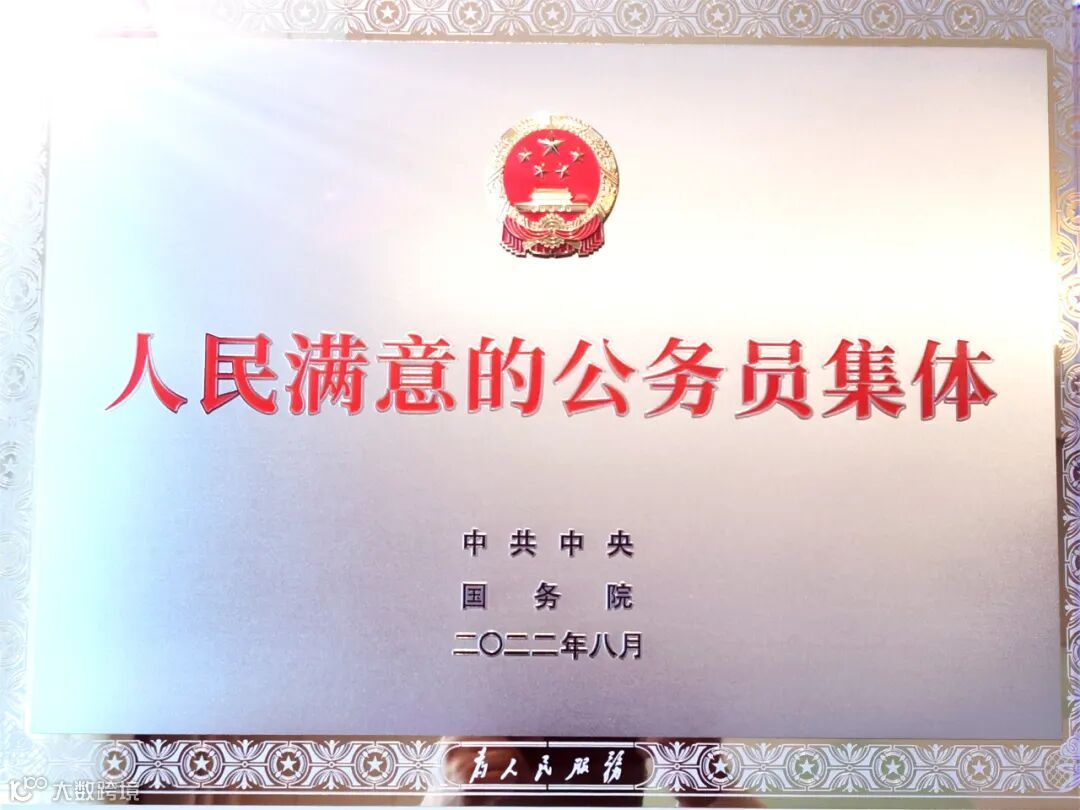 人民满意的公务员集体
中共中央
国务院
二〇二二年八月
为人民服务
大数跨境